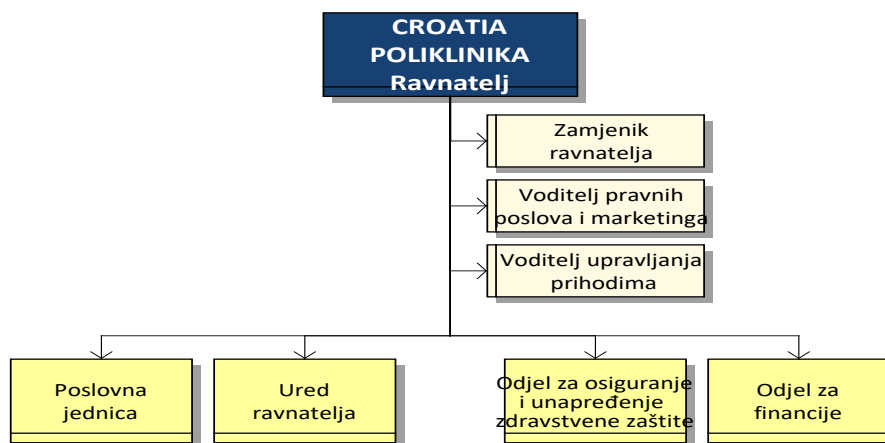 CROATIA
POLIKLINIKA
Ravnatelj
Zamjenik
ravnatelja
Voditelj pravnih
poslova i marketinga
Voditelj upravljanja
prihodima
Poslovna
jednica
Ured
ravnatelja
Odjel za osiguranje
i unapređenje
zdravstvene zaštite
Odjel za
financije